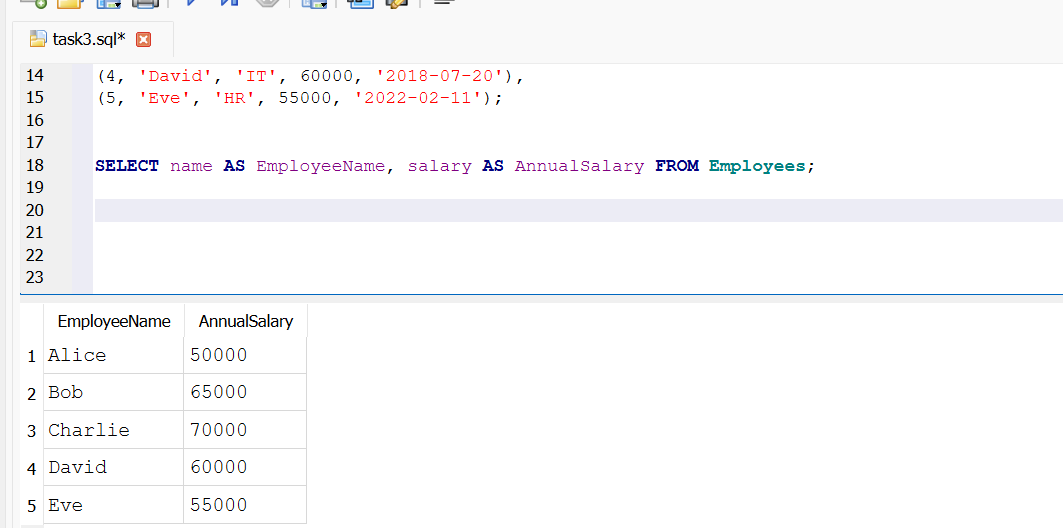 task3.sql*
14 (4, 'David', 'IT', 60000, '2018-07-20'),
15 (5, 'Eve', 'HR', 55000, '2022-02-11');
16
17
18 SELECT name AS EmployeeName, salary AS AnnualSalary FROM Employees;
19
20
21
22
23
EmployeeName AnnualSalary
1 Alice 50000
2 Bob 65000
3 Charlie 70000
4 David 60000
5 Eve 55000